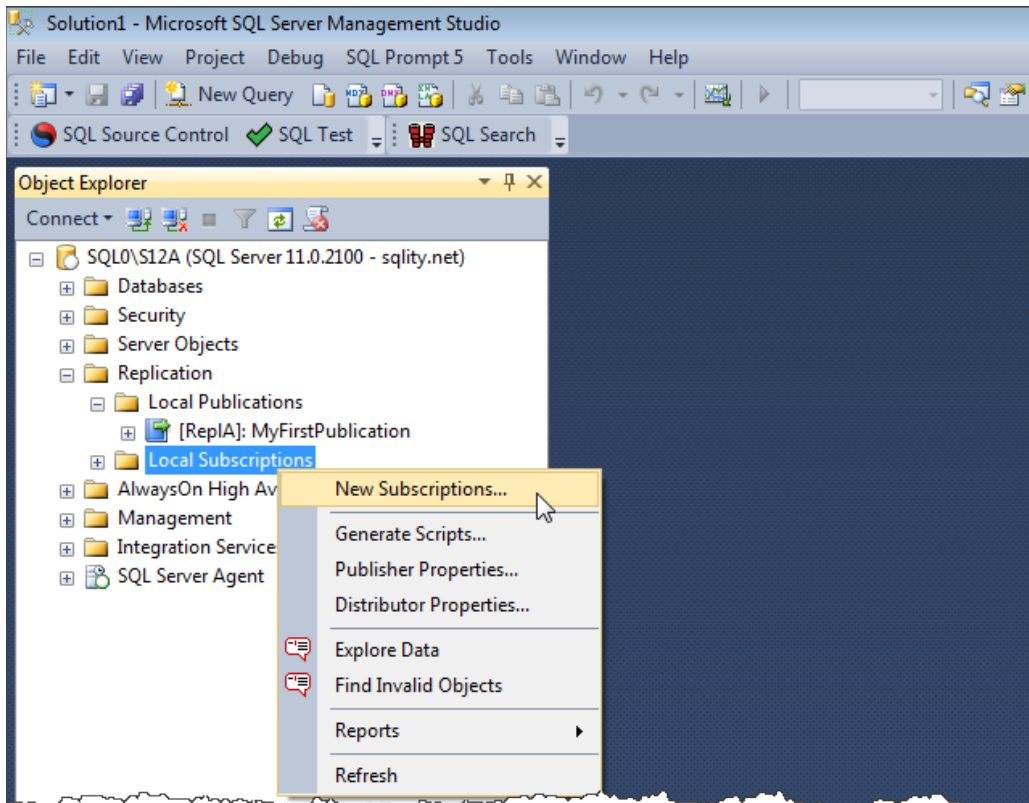 Solution1 - Microsoft SQL Server Management Studio
File Edit View Project Debug SQL Prompt 5 Tools Window Help
New Query
SQL Source Control SQL Test SQL Search
Object Explorer
Connect
SQL0\S12A (SQL Server 11.0.2100 - sqlity.net)
Databases
Security
Server Objects
Replication
Local Publications
[ReplA]: MyFirstPublication
Local Subscriptions
AlwaysOn High Av
Management
Integration Service
SQL Server Agent
New Subscriptions...
Generate Scripts...
Publisher Properties...
Distributor Properties...
Explore Data
Find Invalid Objects
Reports
Refresh